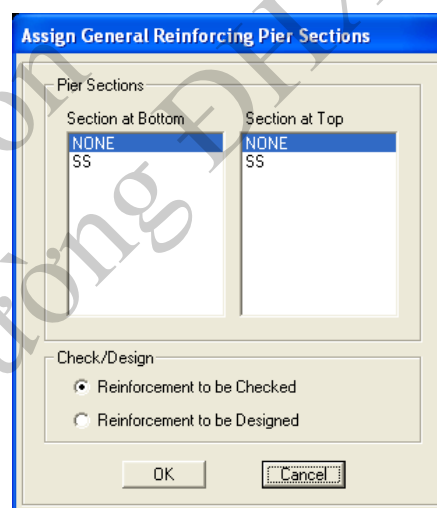 Assign General Reinforcing Pier Sections
Pier Sections
Section at Bottom
NONE
SS
Section at Top
NONE
SS
Check/Design
Reinforcement to be Checked
Reinforcement to be Designed
OK
Cancel